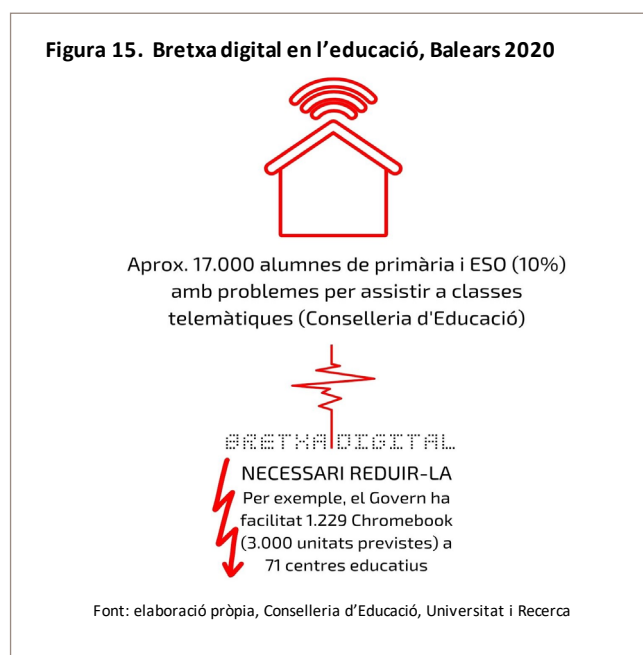 Figura 15. Bretxa digital en l'educació, Balears 2020
Aprox. 17.000 alumnes de primària i ESO (10%)
amb problemes per assistir a classes
telemàtiques (Conselleria d'Educació)
BRETXA DIGITAL
NECESSARI REDUIR-LA
Per exemple, el Govern ha
facilitat 1.229 Chromebook
(3.000 unitats previstes) a
71 centres educatius
Font: elaboració pròpia, Conselleria d'Educació, Universitat i Recerca